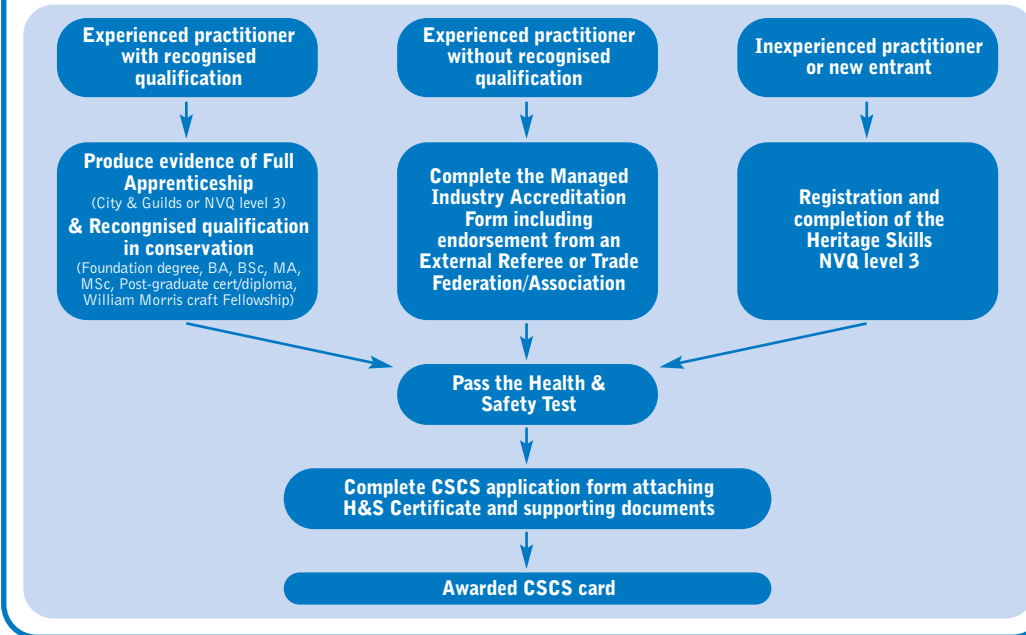 Experienced practitioner
with recognised
qualification
Experienced practitioner
without recognised
qualification
Inexperienced practitioner
or new entrant
Produce evidence of Full
Apprenticeship
(City & Guilds or NVQ level 3)
& Recongnised qualification
in conservation
(Foundation degree, BA, BSc, MA,
MSc, Post-graduate cert/diploma,
William Morris craft Fellowship)
Complete the Managed
Industry Accreditation
Form including
endorsement from an
External Referee or Trade
Federation/Association
Registration and
completion of the
Heritage Skills
NVQ level 3
Pass the Health &
Safety Test
Complete CSCS application form attaching
H&S Certificate and supporting documents
Awarded CSCS card